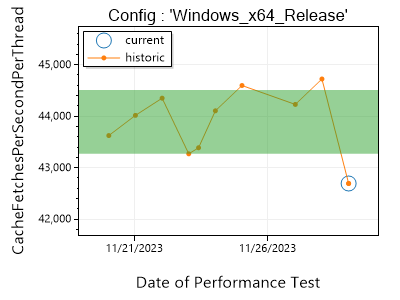 Config : 'Windows_x64_Release'
current
historic
CacheFetchesPerSecondPerThread
45,000
44,000
43,000
42,000
11/21/2023
11/26/2023
Date of Performance Test